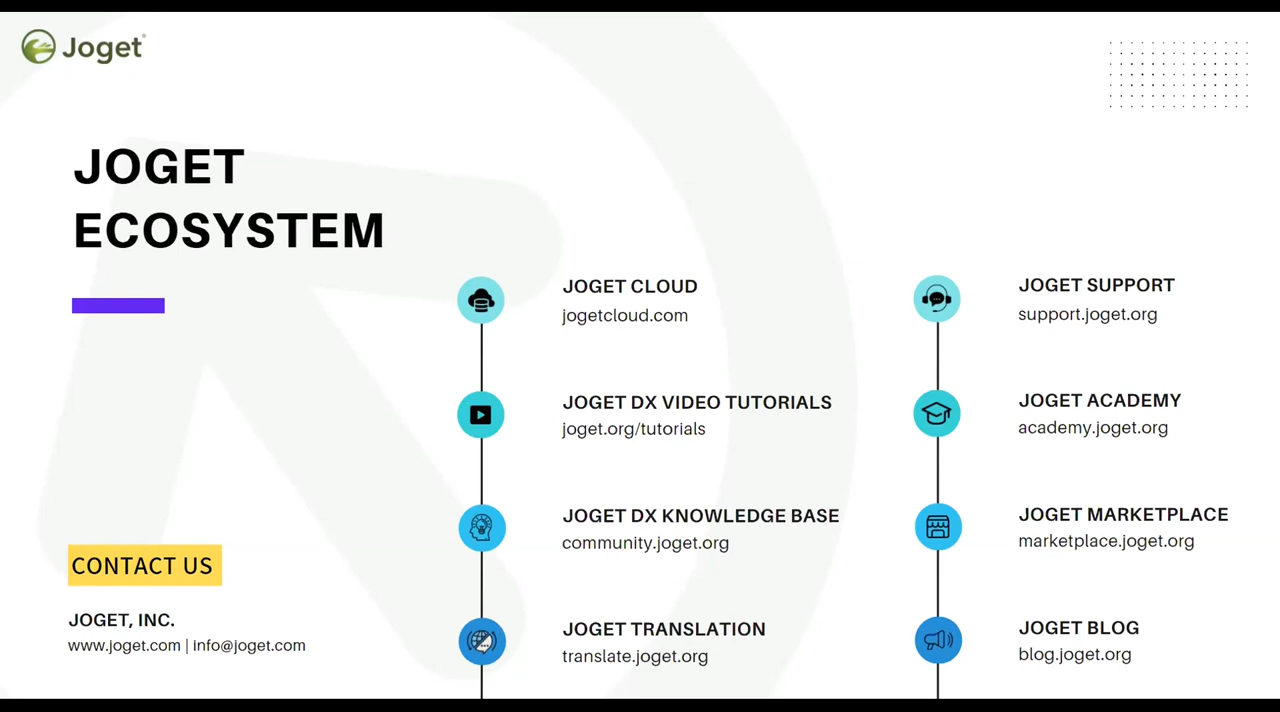 Joget
JOGET
ECOSYSTEM
JOGET CLOUD
jogetcloud.com
JOGET DX VIDEO TUTORIALS
joget.org/tutorials
JOGET DX KNOWLEDGE BASE
community.joget.org
JOGET TRANSLATION
translate.joget.org
JOGET SUPPORT
support.joget.org
JOGET ACADEMY
academy.joget.org
JOGET MARKETPLACE
marketplace.joget.org
JOGET BLOG
blog.joget.org
CONTACT US
JOGET, INC.
www.joget.com | info@joget.com